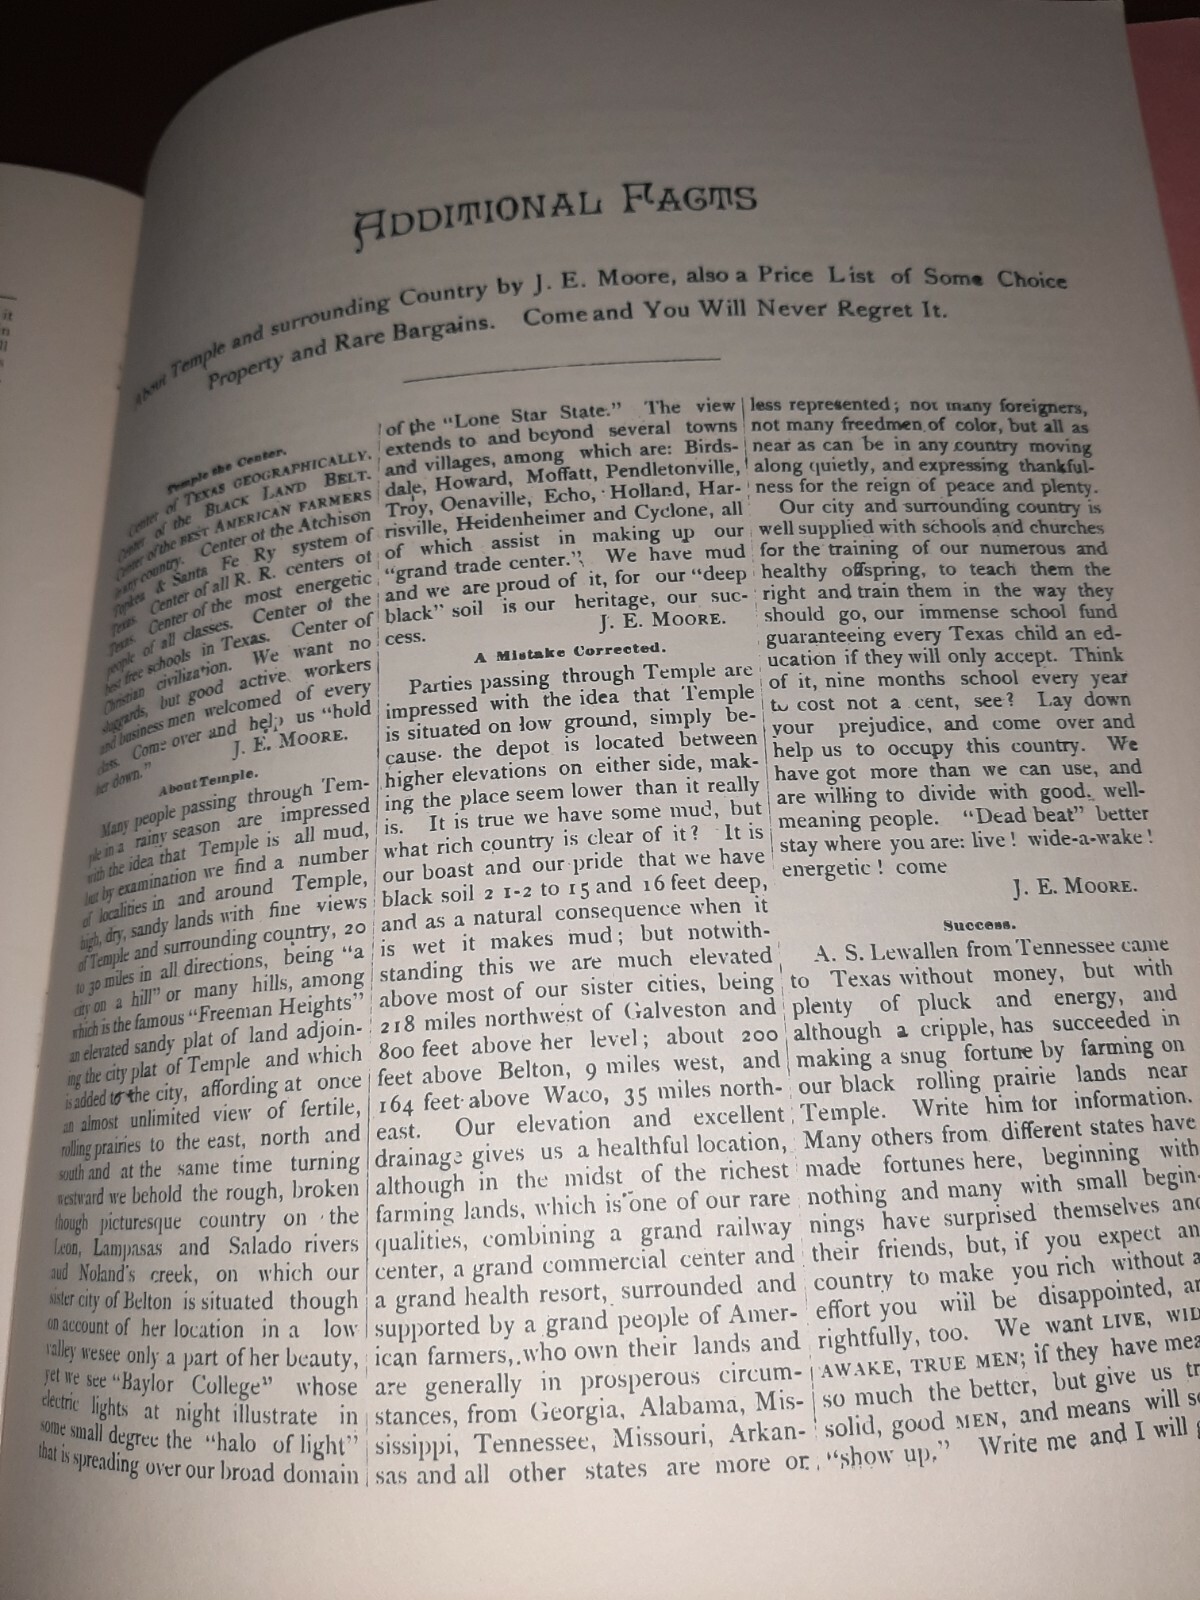 ADDITIONAL FACTS
About Temple and surrounding Country by J. E. Moore, also a Price List of Some Choice
Property and Rare Bargains. Come and You Will Never Regret It.
Temple the Center.
Center of TEXAS GEOGRAPHICALLY.
Center of the BLACK LAND BELT.
Center of the BEST AMERICAN FARMERS
in any country. Center of the Atchison
Topeka & Santa Fe Ry system of
Texas. Center of all R. R. centers of
Texas. Center of the most energetic
people of all classes. Center of the
best free schools in Texas. Center of
Christian civilization. We want no
sluggards, but good active workers
and business men welcomed of every
class. Come over and help us "hold
her down."
J. E. MOORE.
About Temple.
Many people passing through Tem-
ple in a rainy season are impressed
with the idea that Temple is all mud,
but by examination we find a number
of localities in and around Temple,
high, dry, sandy lands with fine views
of Temple and surrounding country, 20
to 30 miles in all directions, being "a
city on a hill" or many hills, among
which is the famous "Freeman Heights"
an elevated sandy plat of land adjoin-
ing the city plat of Temple and which
is added to the city, affording at once
an almost unlimited view of fertile,
rolling prairies to the east, north and
south and at the same time turning
westward we behold the rough, broken
though picturesque country on the
Leon, Lampasas and Salado rivers
aud Noland's creek, on which our
sister city of Belton is situated though
on account of her location in a low
valley we see only a part of her beauty,
yet we see "Baylor College" whose
electric lights at night illustrate in
some small degree the "halo of light"
that is spreading over our broad domain
of the "Lone Star State." The view
extends to and beyond several towns
and villages, among which are: Birds-
dale, Howard, Moffatt, Pendletonville,
Troy, Oenaville, Echo, Holland, Har-
risville, Heidenheimer and Cyclone, all
of which assist in making up our
"grand trade center." We have mud
and we are proud of it, for our "deep
black" soil is our heritage, our suc-
cess.
J. E. MOORE.
A Mistake Corrected.
Parties passing through Temple are
impressed with the idea that Temple
is situated on low ground, simply be-
cause the depot is located between
higher elevations on either side, mak-
ing the place seem lower than it really
is. It is true we have some mud, but
what rich country is clear of it? It is
our boast and our pride that we have
black soil 2 1-2 to 15 and 16 feet deep,
and as a natural consequence when it
is wet it makes mud; but notwith-
standing this we are much elevated
above most of our sister cities, being
218 miles northwest of Galveston and
800 feet above her level; about 200
feet above Belton, 9 miles west, and
164 feet above Waco, 35 miles north-
east. Our elevation and excellent
drainage gives us a healthful location,
although in the midst of the richest
farming lands, which is one of our rare
qualities, combining a grand railway
center, a grand commercial center and
a grand health resort, surrounded and
supported by a grand people of Amer-
ican farmers, who own their lands and
are generally in prosperous circum-
stances, from Georgia, Alabama, Mis-
sissippi, Tennessee, Missouri, Arkan-
sas and all other states are more or
less represented; not many foreigners,
not many freedmen of color, but all as
near as can be in any country moving
along quietly, and expressing thankful-
ness for the reign of peace and plenty.
Our city and surrounding country is
well supplied with schools and churches
for the training of our numerous and
healthy offspring, to teach them the
right and train them in the way they
should go, our immense school fund
guaranteeing every Texas child an ed-
ucation if they will only accept. Think
of it, nine months school every year
to cost not a cent, see? Lay down
your prejudice, and come over and
help us to occupy this country. We
have got more than we can use, and
are willing to divide with good, well-
meaning people. "Dead beat" better
stay where you are: live! wide-a-wake!
energetic! come
J. E. MOORE.
Success.
A. S. Lewallen from Tennessee came
to Texas without money, but with
plenty of pluck and energy, and
although a cripple, has succeeded in
making a snug fortune by farming on
our black rolling prairie lands near
Temple. Write him for information.
Many others from different states have
made fortunes here, beginning with
nothing and many with small begin-
nings have surprised themselves and
their friends, but, if you expect an
country to make you rich without a
effort you will be disappointed, an
rightfully, too. We want LIVE, WID
AWAKE, TRUE MEN; if they have mea
so much the better, but give us tr
solid, good MEN, and means will s
"show up." Write me and I will